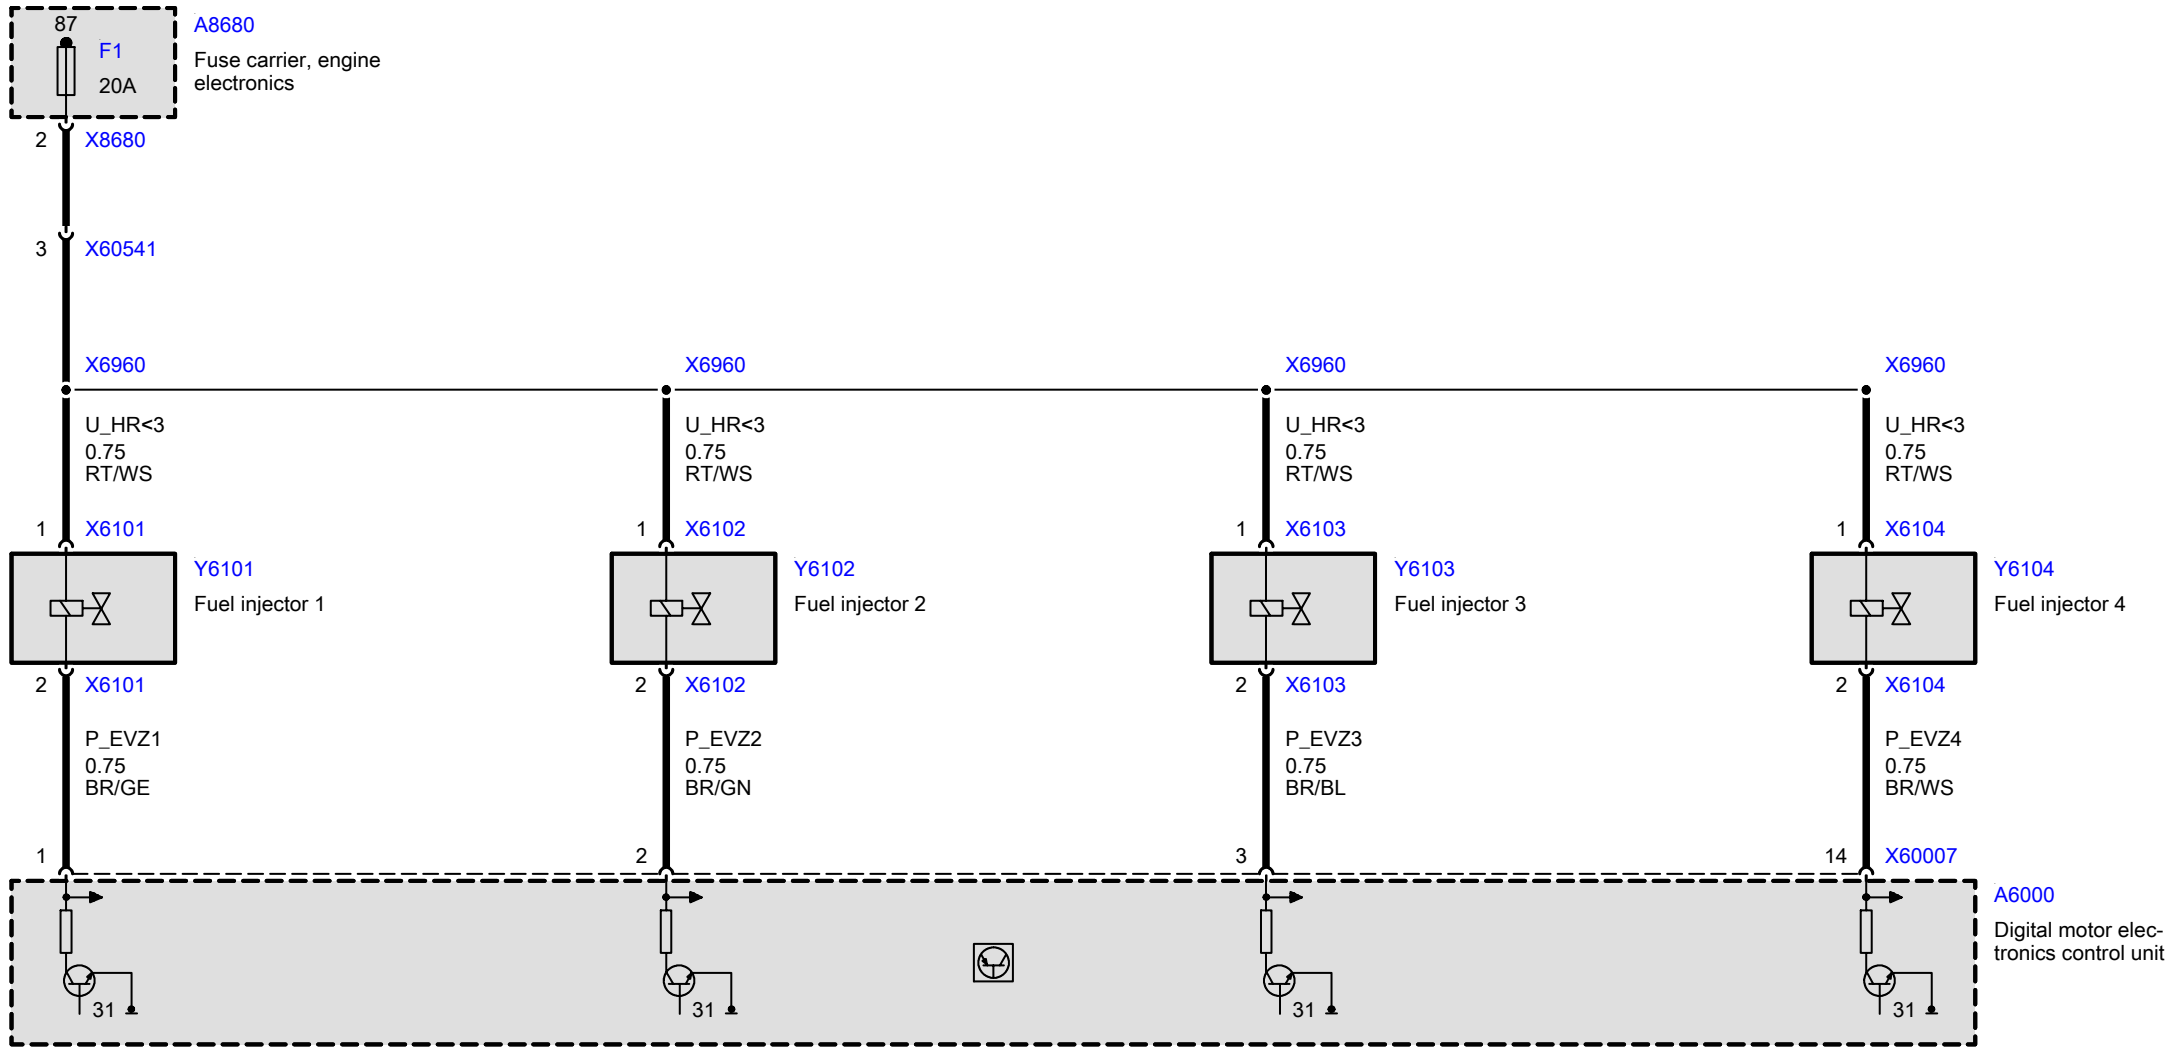 87
A8680
F1
Fuse carrier, engine
electronics
20A
2 X8680
3 X60541
X6960 X6960 X6960 X6960
U_HR<3 U_HR<3 U_HR<3 U_HR<3
0.75 0.75 0.75 0.75
RT/WS RT/WS RT/WS RT/WS
1 X6101 1 X6102 1 X6103 1 X6104
Y6101 Y6102 Y6103 Y6104
Fuel injector 1 Fuel injector 2 Fuel injector 3 Fuel injector 4
2 X6101 2 X6102 2 X6103 2 X6104
P_EVZ1 P_EVZ2 P_EVZ3 P_EVZ4
0.75 0.75 0.75 0.75
BR/GE BR/GN BR/BL BR/WS
1 2 3 14 X60007
A6000
Digital motor elec-
tronics control unit
31 31 31 31